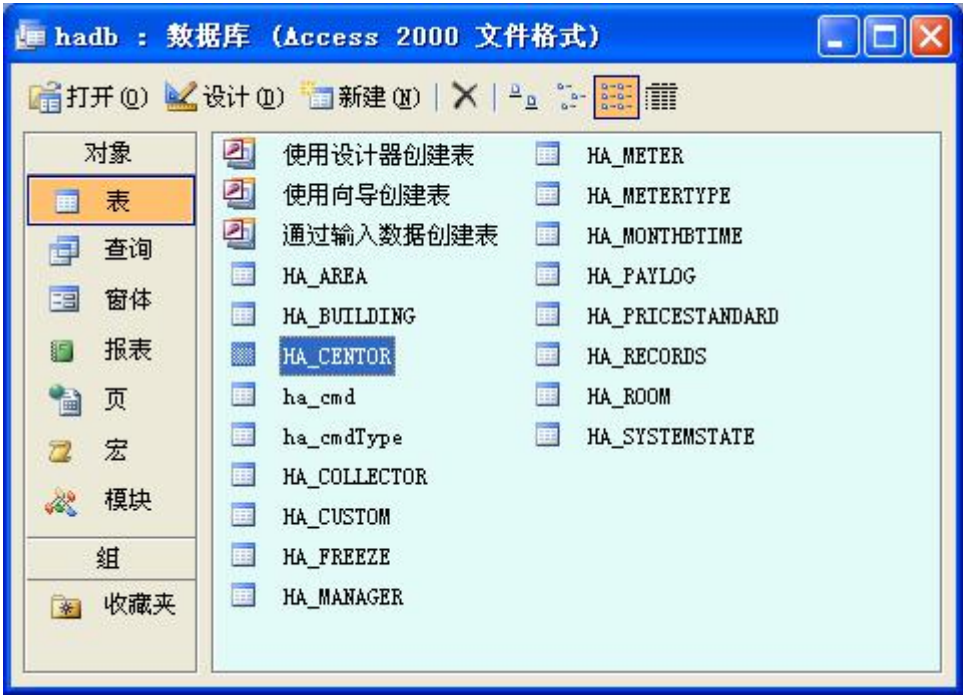 hadb : 数据库 (Access 2000 文件格式)
打开(O) 设计(D) 新建(N)
对象
表
查询
窗体
报表
页
宏
模块
组
收藏夹
使用设计器创建表
使用向导创建表
通过输入数据创建表
HA_AREA
HA_BUILDING
HA_CENTOR
ha_cmd
ha_cmdType
HA_COLLECTOR
HA_CUSTOM
HA_FREEZE
HA_MANAGER
HA_METER
HA_METERTYPE
HA_MONTHBTIME
HA_PAYLOG
HA_PRICESTANDARD
HA_RECORDS
HA_ROOM
HA_SYSTEMSTATE